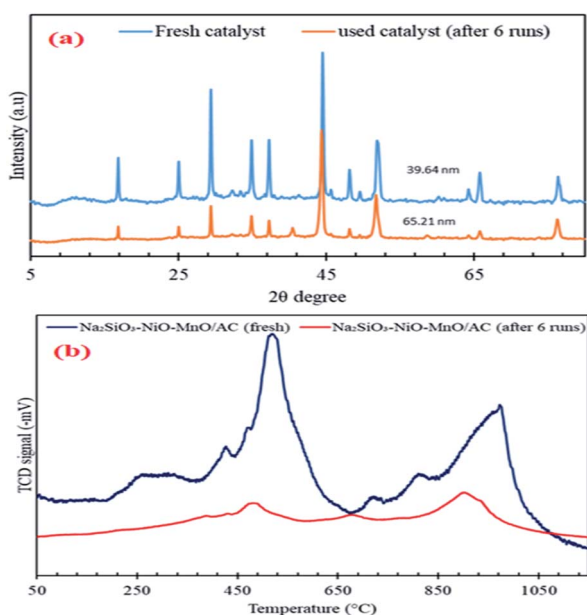 (a)
Fresh catalyst
used catalyst (after 6 runs)
Intensity (a.u)
39.64 nm
65.21 nm
5 25 45 65
2θ degree
(b)
Na₂SiO₃-NiO-MnO/AC (fresh)
Na₂SiO₃-NiO-MnO/AC (after 6 runs)
TCD signal (-mV)
50 250 450 650 850 1050
Temperature (°C)